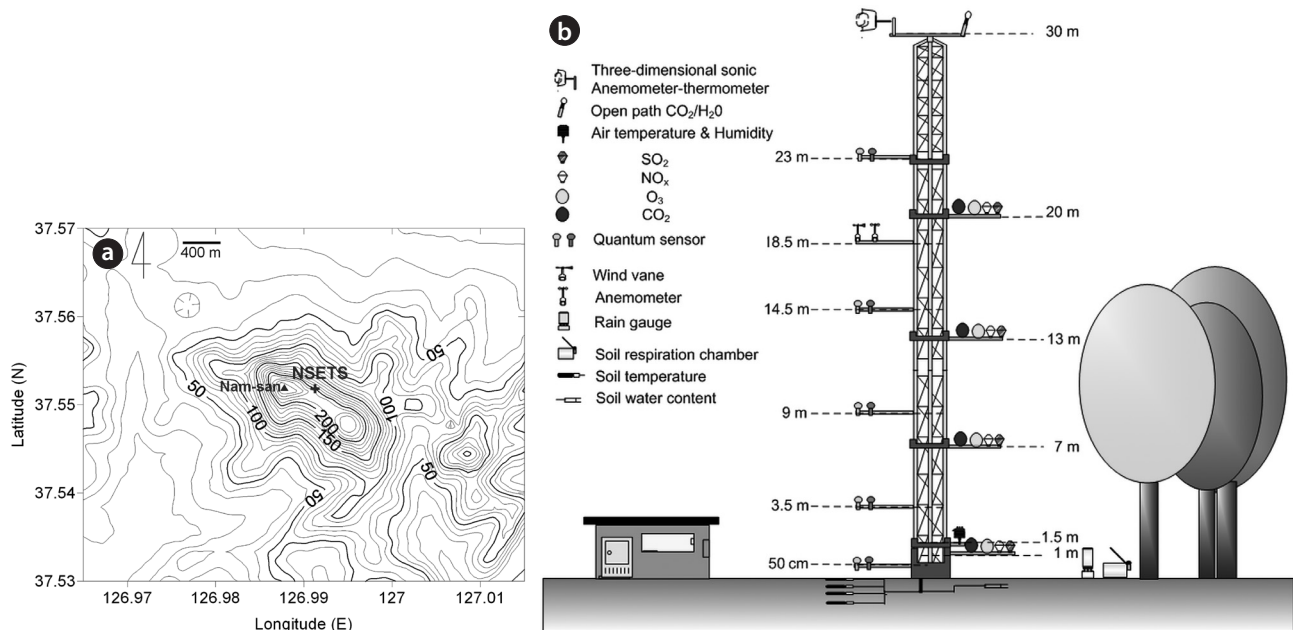 a
400 m
37.57
37.56
37.55
37.54
37.53
Latitude (N)
126.97
126.98
126.99
127
127.01
Longitude (E)
Nam-san
NSETS
50
50
100
200
150
100
50
50
b
Three-dimensional sonic
Anemometer-thermometer
Open path CO₂/H₂0
Air temperature & Humidity
SO₂
NOₓ
O₃
CO₂
Quantum sensor
Wind vane
Anemometer
Rain gauge
Soil respiration chamber
Soil temperature
Soil water content
30 m
23 m
20 m
18.5 m
14.5 m
13 m
9 m
7 m
3.5 m
1.5 m
1 m
50 cm